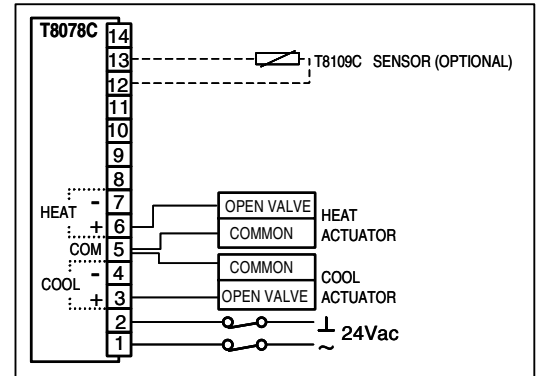 T8078C
14
13
T8109C SENSOR (OPTIONAL)
12
11
10
9
8
- 7
OPEN VALVE
HEAT
HEAT
+ 6
COMMON
ACTUATOR
COM 5
COMMON
COOL
- 4
COOL
+ 3
OPEN VALVE
ACTUATOR
2
⊥ 24Vac
1
~